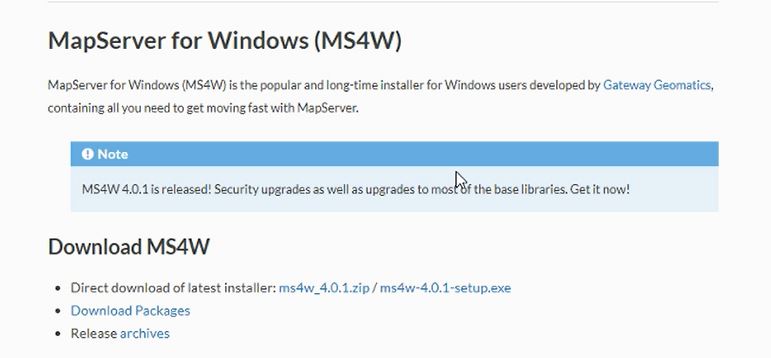 MapServer for Windows (MS4W)
MapServer for Windows (MS4W) is the popular and long-time installer for Windows users developed by Gateway Geomatics,
containing all you need to get moving fast with MapServer.
Note
MS4W 4.0.1 is released! Security upgrades as well as upgrades to most of the base libraries. Get it now!
Download MS4W
• Direct download of latest installer: ms4w_4.0.1.zip / ms4w-4.0.1-setup.exe
• Download Packages
• Release archives